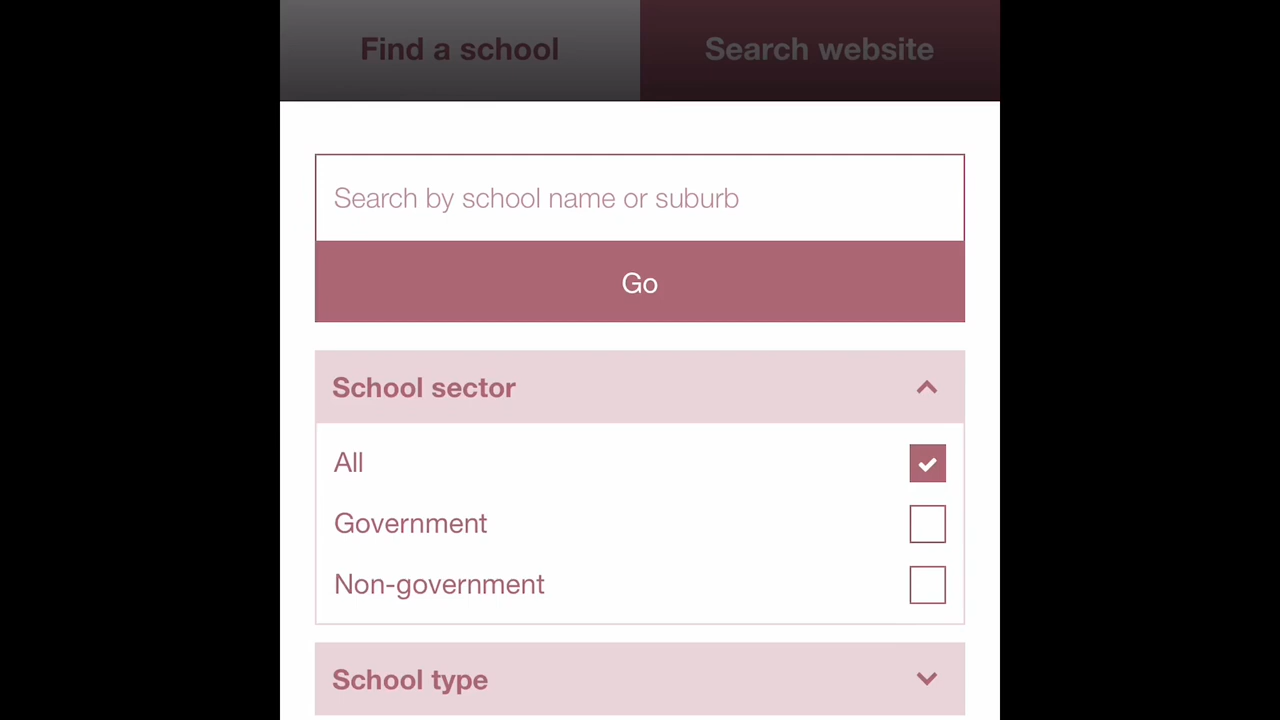 Find a school
Search website
Search by school name or suburb
Go
School sector
All
Government
Non-government
School type